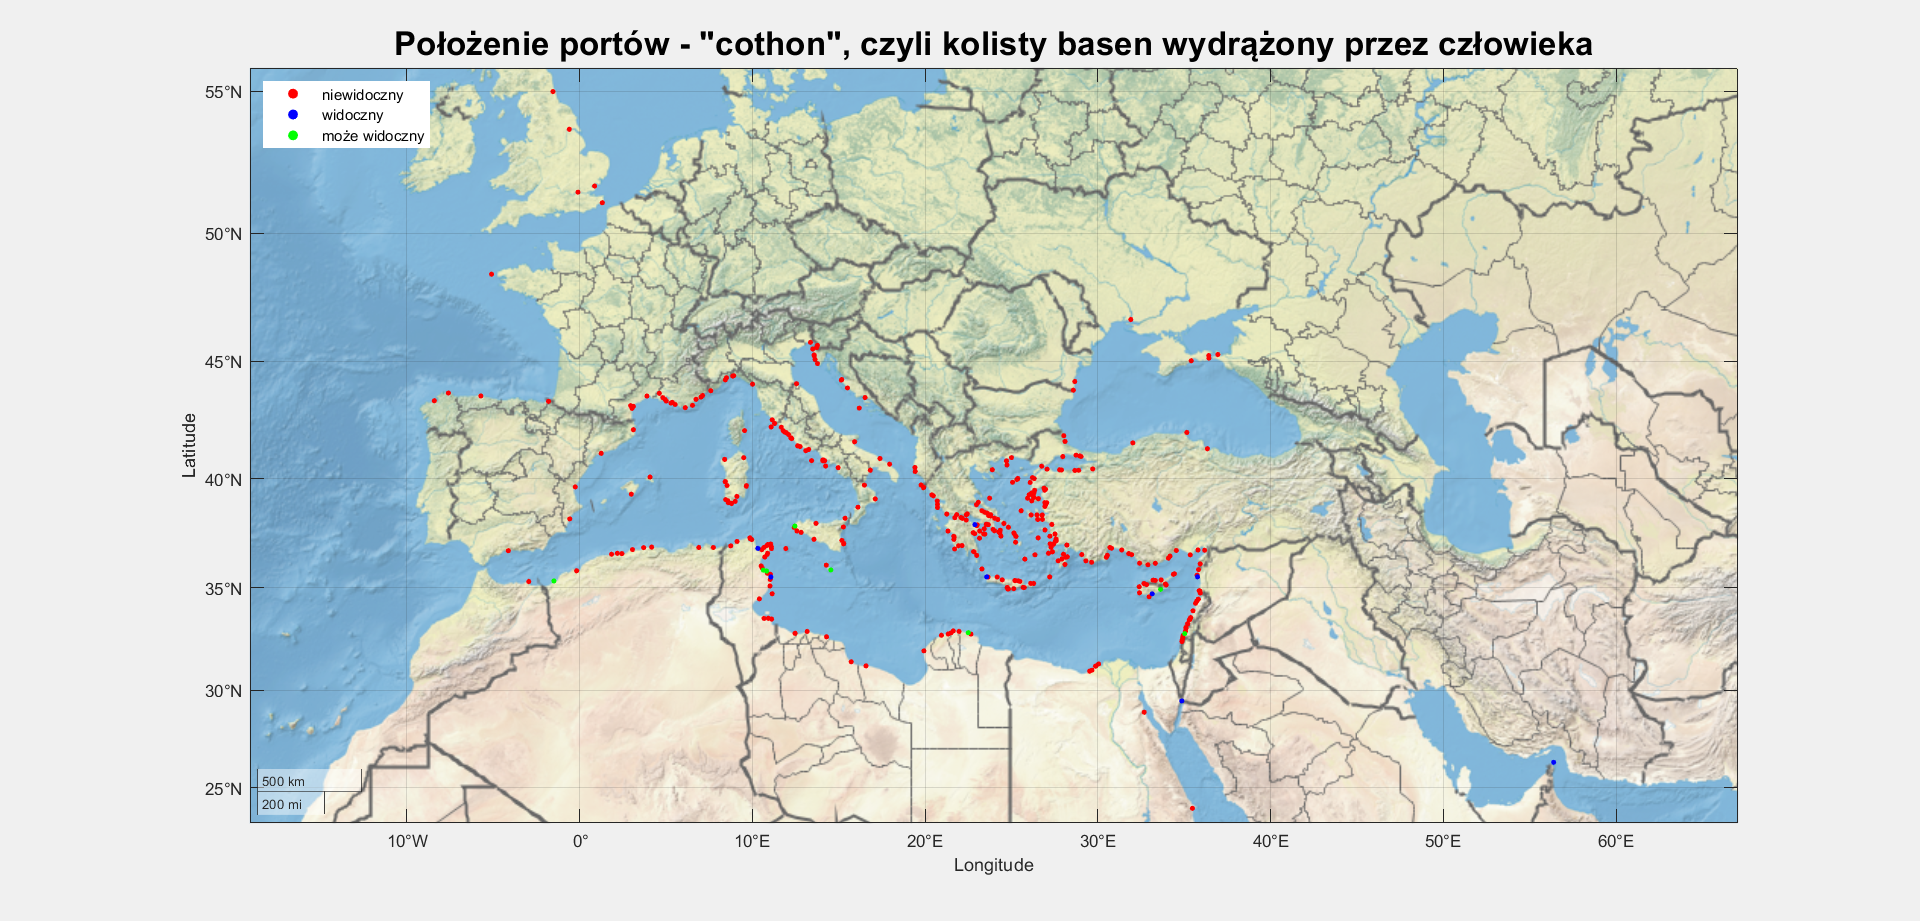 Położenie portów - "cothon", czyli kolisty basen wydrążony przez człowieka
niewidoczny
widoczny
może widoczny
55°N
50°N
45°N
40°N
35°N
30°N
25°N
Latitude
500 km
200 mi
10°W
0°
10°E
20°E
30°E
40°E
50°E
60°E
Longitude